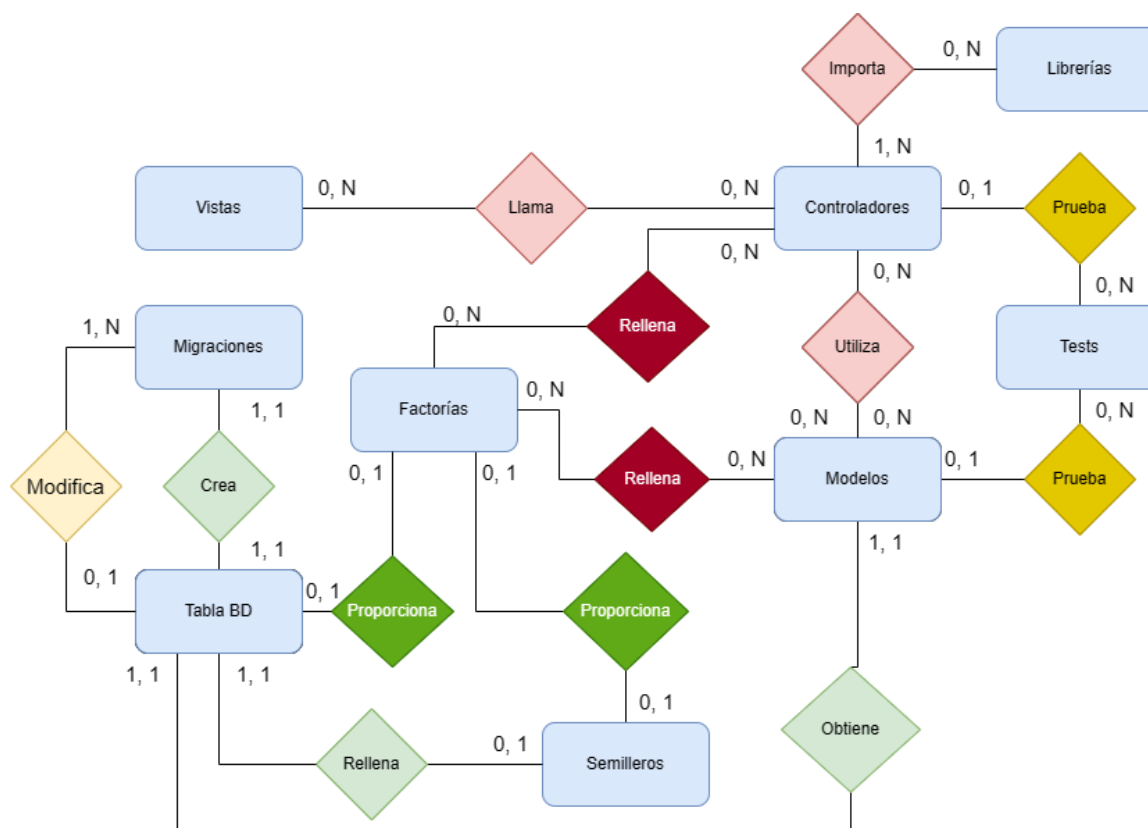 Importa
0, N
Librerías
1, N
Vistas
0, N
Llama
0, N
Controladores
0, 1
Prueba
0, N
0, N
0, N
1, N
Migraciones
0, N
Rellena
Utiliza
Tests
1, 1
Factorías
0, N
0, N
0, N
0, N
Modifica
Crea
0, 1
0, 1
Rellena
0, N
Modelos
0, 1
Prueba
1, 1
1, 1
0, 1
Tabla BD
0, 1
Proporciona
Proporciona
1, 1
1, 1
0, 1
Obtiene
Rellena
0, 1
Semilleros